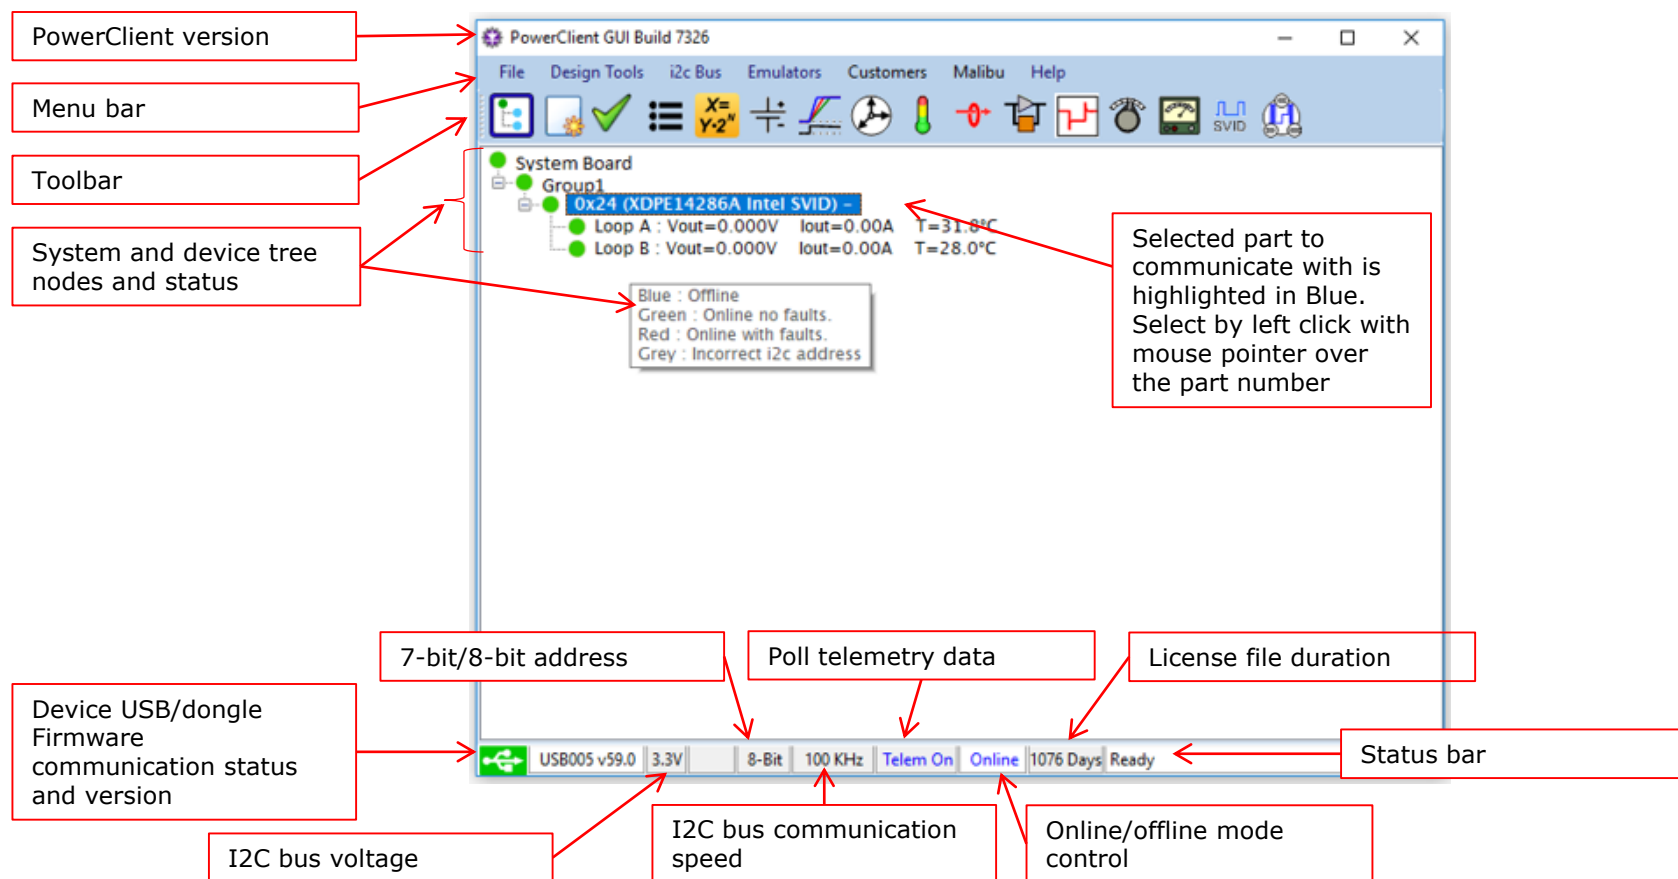 PowerClient version
PowerClient GUI Build 7326
Menu bar
File Design Tools i2c Bus Emulators Customers Malibu Help
X=
Y·2ᴺ
SVID
Toolbar
System Board
Group1
0x24 (XDPE14286A Intel SVID) –
Loop A : Vout=0.000V Iout=0.00A T=31.8°C
Loop B : Vout=0.000V Iout=0.00A T=28.0°C
System and device tree
nodes and status
Blue : Offline
Green : Online no faults.
Red : Online with faults.
Grey : Incorrect i2c address
Selected part to
communicate with is
highlighted in Blue.
Select by left click with
mouse pointer over
the part number
7-bit/8-bit address
Poll telemetry data
License file duration
Device USB/dongle
Firmware
communication status
and version
USB005 v59.0 3.3V 8-Bit 100 KHz Telem On Online 1076 Days Ready
Status bar
I2C bus voltage
I2C bus communication
speed
Online/offline mode
control